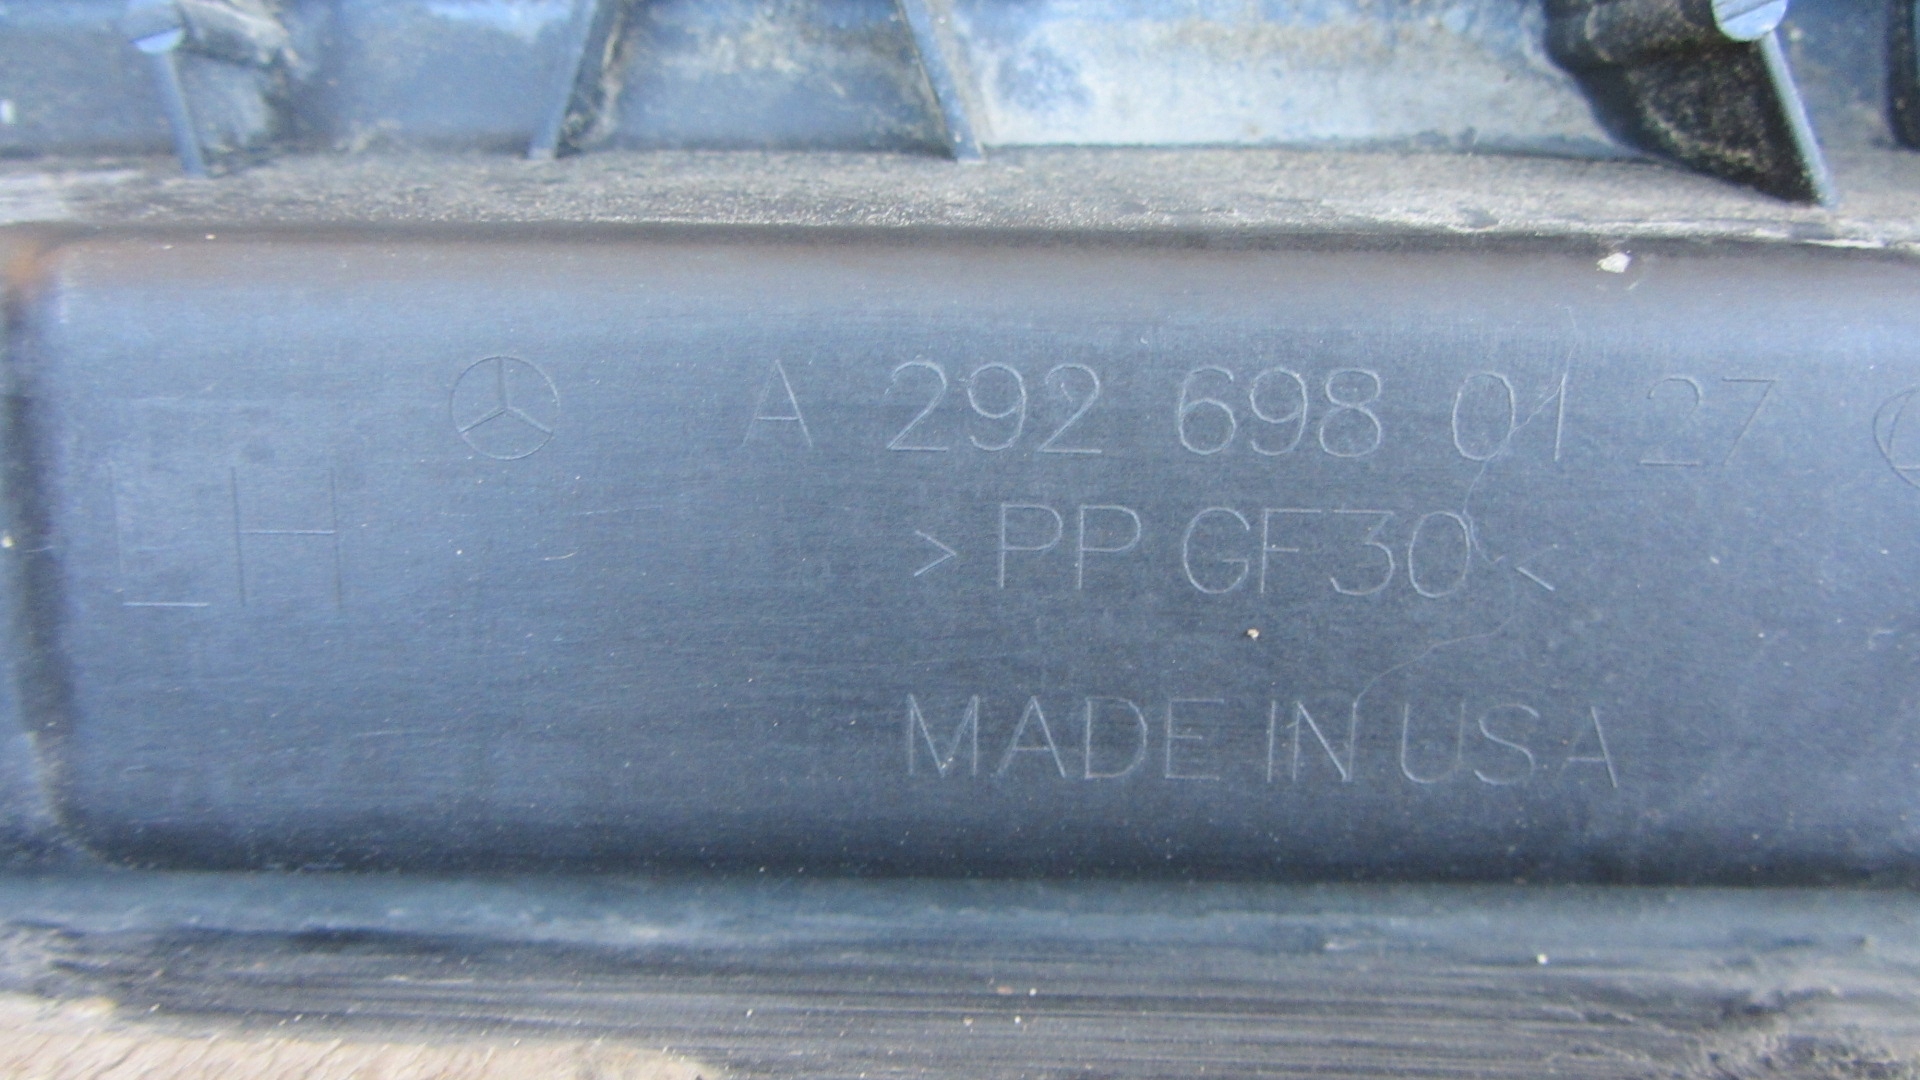 A 292 698 01 27
LH
>PP GF30<
MADE IN USA